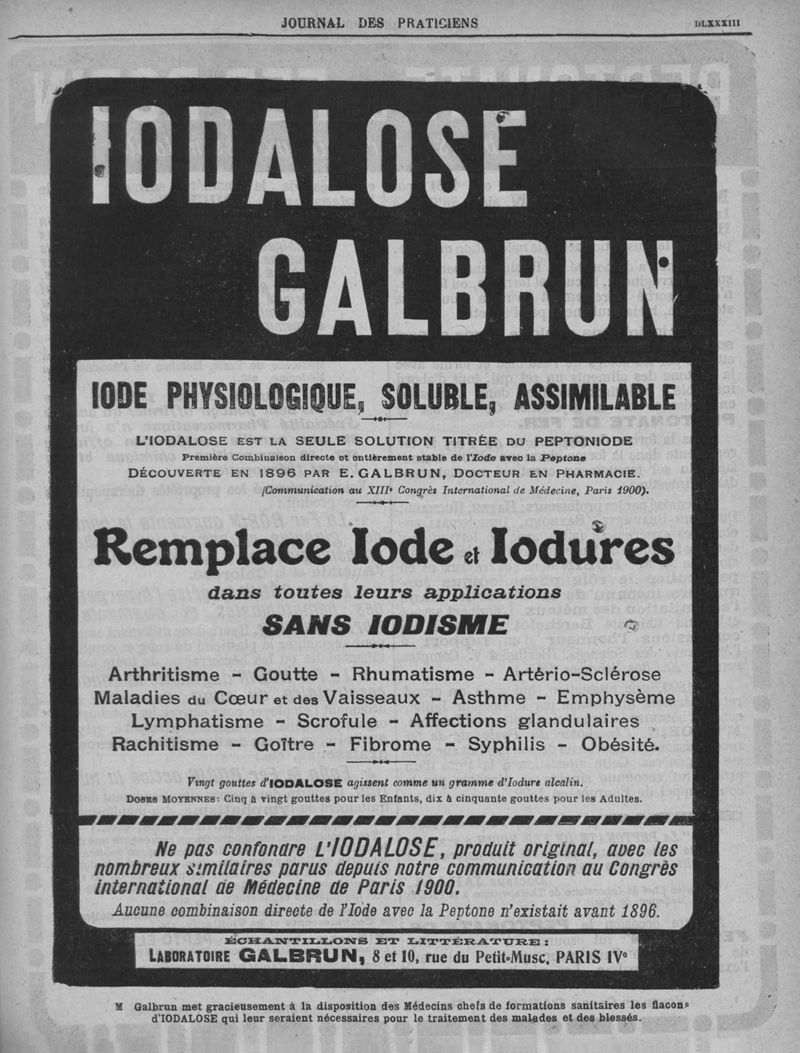 JOURNAL DES PRATICIENS DLXXXIII
IODALOSE
GALBRUN
IODE PHYSIOLOGIQUE, SOLUBLE, ASSIMILABLE
L'IODALOSE EST LA SEULE SOLUTION TITRÉE DU PEPTONIODE
Première Combinaison directe et entièrement stable de l'Iode avec la Peptone
DÉCOUVERTE EN 1896 PAR E. GALBRUN, DOCTEUR EN PHARMACIE.
(Communication au XIIIe Congrès International de Médecine, Paris 1900).
Remplace Iode et Iodures
dans toutes leurs applications
SANS IODISME
Arthritisme - Goutte - Rhumatisme - Artério-Sclérose
Maladies du Cœur et des Vaisseaux - Asthme - Emphysème
Lymphatisme - Scrofule - Affections glandulaires
Rachitisme - Goître - Fibrome - Syphilis - Obésité.
Vingt gouttes d'IODALOSE agissent comme un gramme d'Iodure alcalin.
DOSES MOYENNES: Cinq à vingt gouttes pour les Enfants, dix à cinquante gouttes pour les Adultes.
Ne pas confondre L'IODALOSE, produit original, avec les
nombreux similaires parus depuis notre communication au Congrès
international de Médecine de Paris 1900.
Aucune combinaison directe de l'Iode avec la Peptone n'existait avant 1896.
ÉCHANTILLONS ET LITTÉRATURE:
LABORATOIRE GALBRUN, 8 et 10, rue du Petit-Musc, PARIS IVe
M Galbrun met gracieusement à la disposition des Médecins chefs de formations sanitaires les flacons
d'IODALOSE qui leur seraient nécessaires pour le traitement des malades et des blessés.